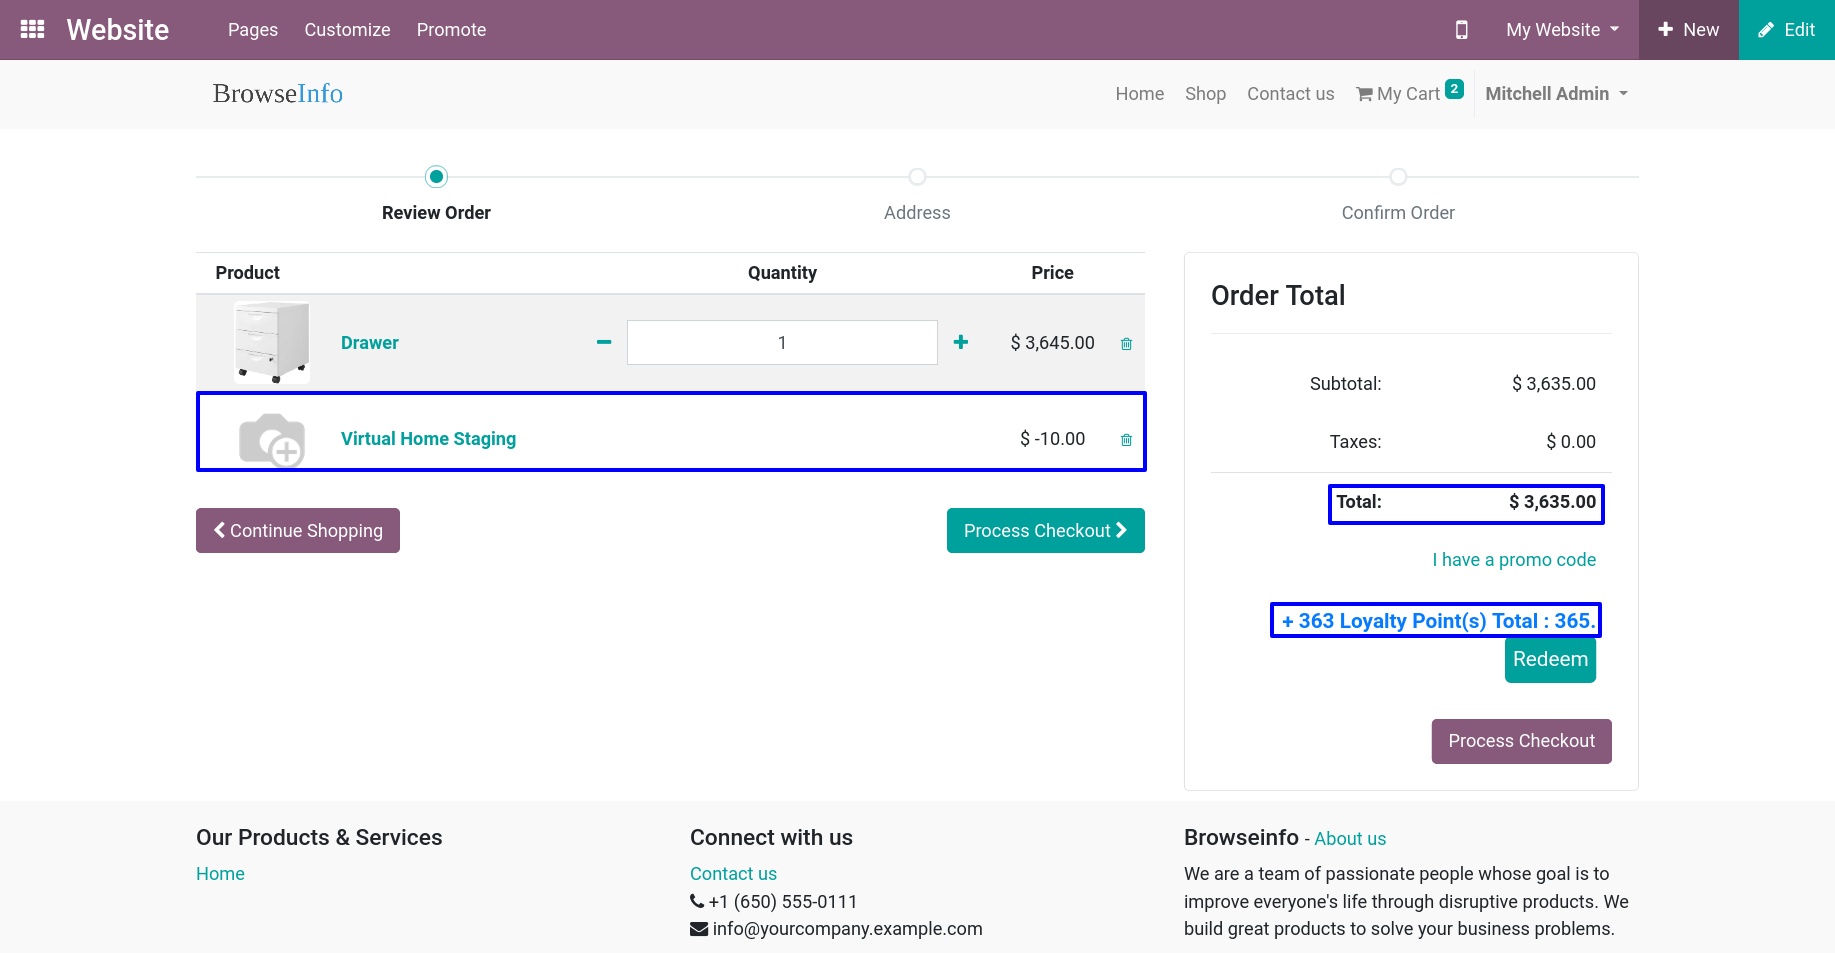 Website
Pages Customize Promote
My Website + New Edit
BrowseInfo
Home Shop Contact us My Cart 2 Mitchell Admin
Review Order Address Confirm Order
Product Quantity Price
Drawer 1 $ 3,645.00
Virtual Home Staging $ -10.00
Continue Shopping Process Checkout
Order Total
Subtotal: $ 3,635.00
Taxes: $ 0.00
Total: $ 3,635.00
I have a promo code
+ 363 Loyalty Point(s) Total : 365.
Redeem
Process Checkout
Our Products & Services
Home
Connect with us
Contact us
+1 (650) 555-0111
info@yourcompany.example.com
Browseinfo - About us
We are a team of passionate people whose goal is to
improve everyone's life through disruptive products. We
build great products to solve your business problems.